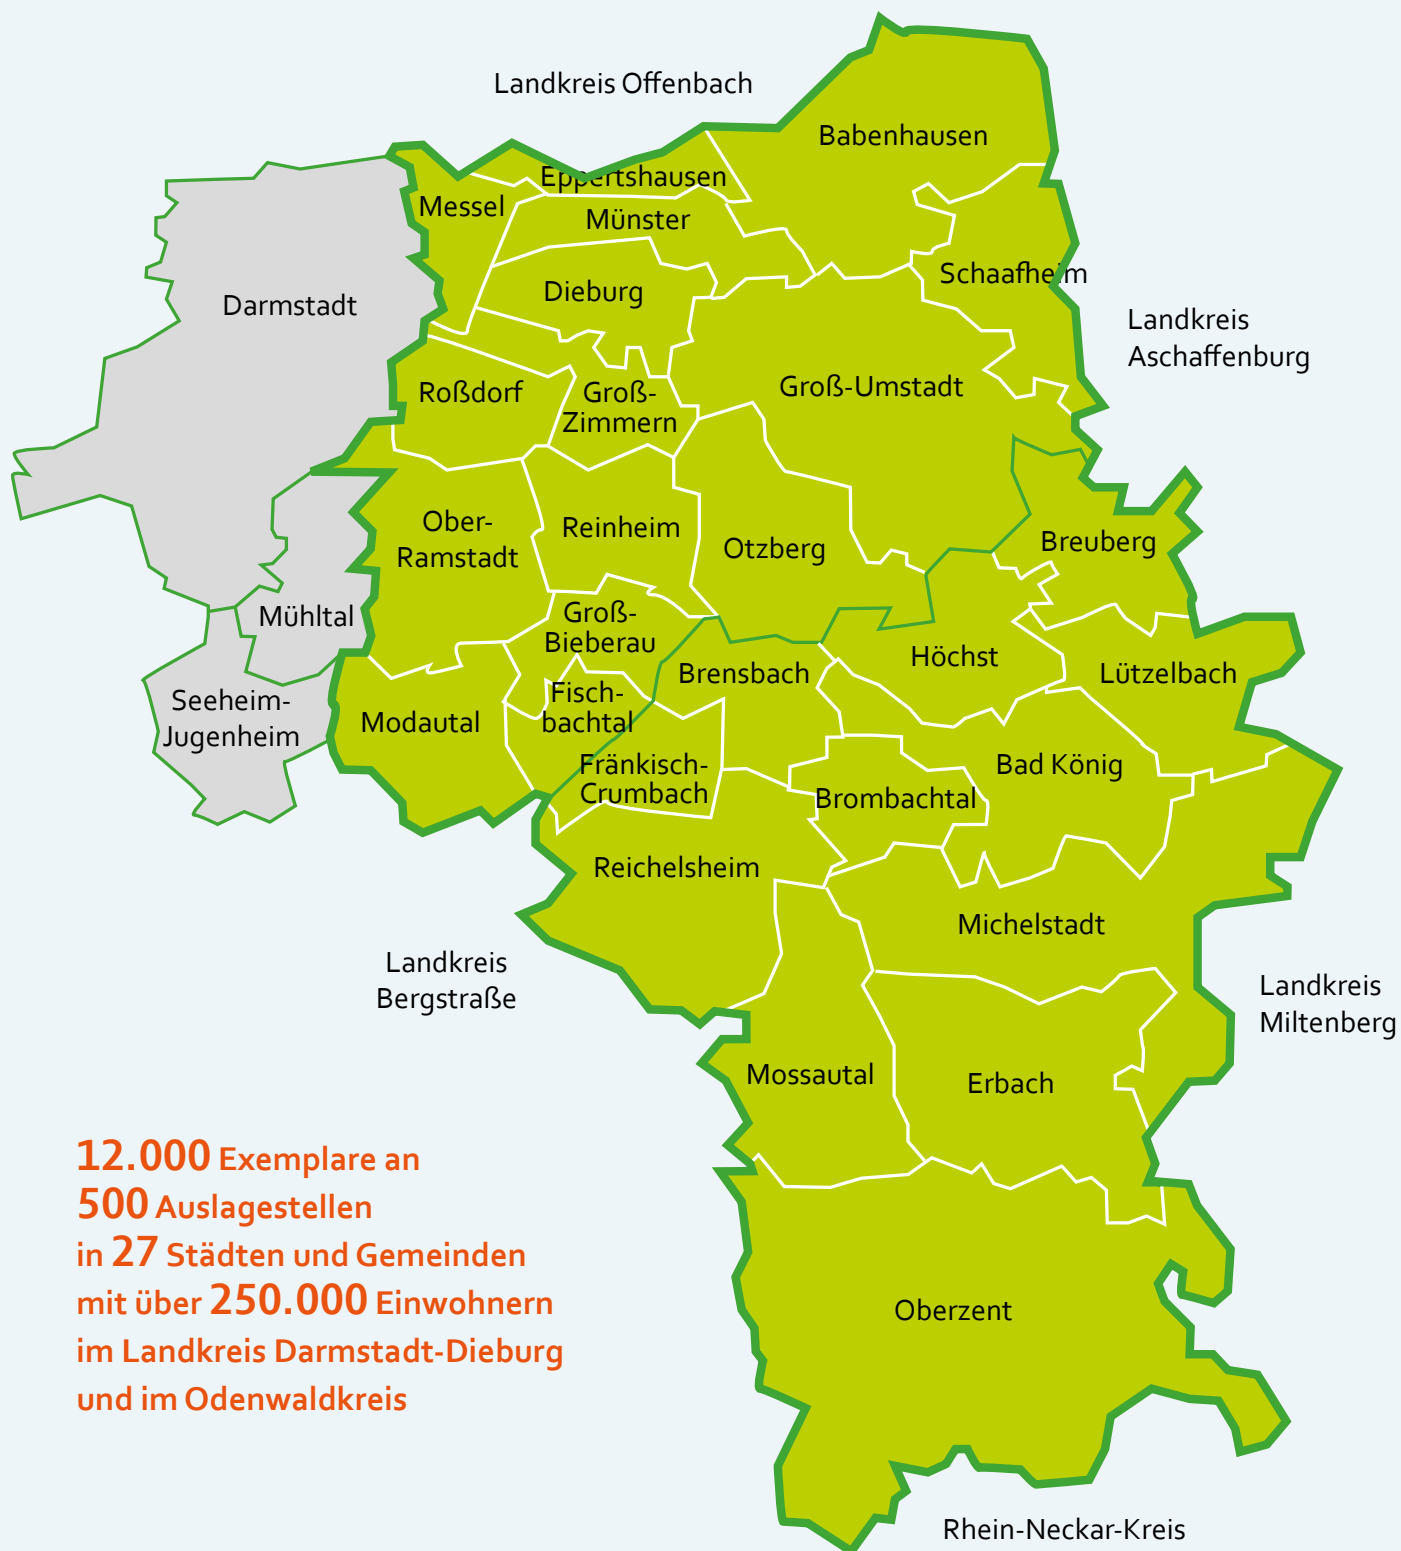 Landkreis Offenbach
Babenhausen
Eppertshausen
Messel
Münster
Schaafheim
Dieburg
Darmstadt
Landkreis
Aschaffenburg
Groß-Umstadt
Roßdorf
Groß-
Zimmern
Ober-
Ramstadt
Reinheim
Otzberg
Breuberg
Mühltal
Groß-
Bieberau
Höchst
Brensbach
Lützelbach
Seeheim-
Jugenheim
Modautal
Fisch-
bachtal
Fränkisch-
Crumbach
Bad König
Brombachtal
Reichelsheim
Michelstadt
Landkreis
Bergstraße
Landkreis
Miltenberg
Mossautal
Erbach
12.000 Exemplare an
500 Auslagestellen
in 27 Städten und Gemeinden
mit über 250.000 Einwohnern
im Landkreis Darmstadt-Dieburg
und im Odenwaldkreis
Oberzent
Rhein-Neckar-Kreis